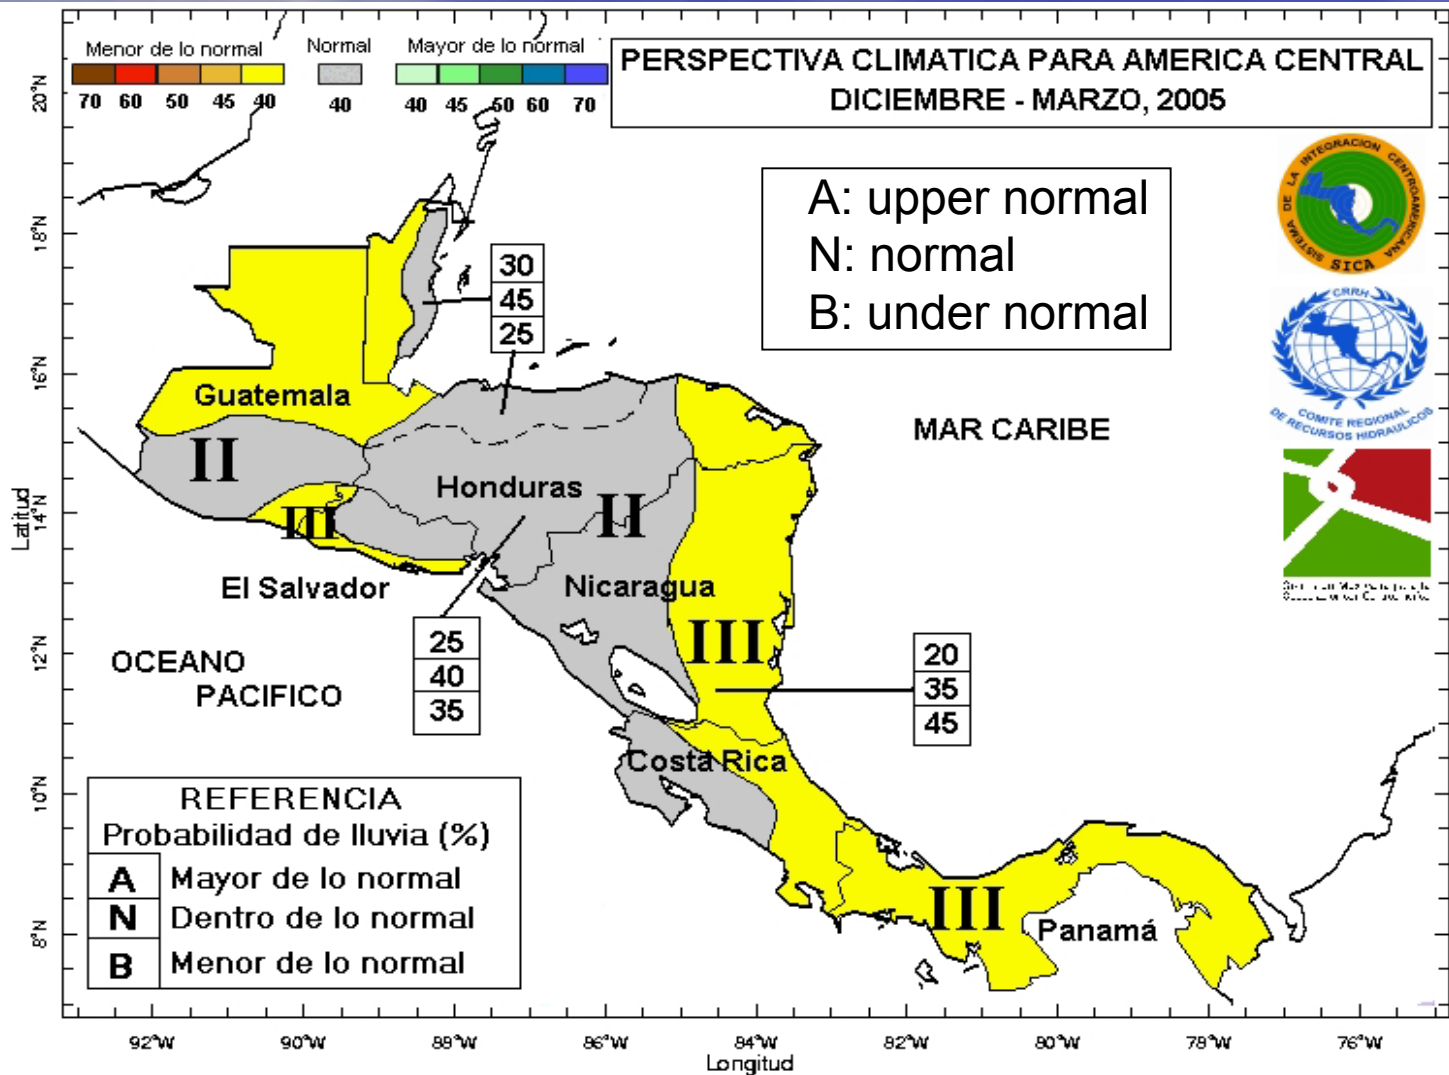 Menor de lo normal
Normal
Mayor de lo normal
70 60 50 45 40
40
40 45 50 60 70
PERSPECTIVA CLIMATICA PARA AMERICA CENTRAL
DICIEMBRE - MARZO, 2005
A: upper normal
N: normal
B: under normal
SISTEMA DE LA INTEGRACION CENTROAMERICANA
SICA
CRRH
COMITE REGIONAL
DE RECURSOS HIDRAULICOS
30
45
25
Guatemala
II
MAR CARIBE
Honduras
II
III
El Salvador
Nicaragua
III
25
40
35
20
35
45
OCEANO
PACIFICO
Costa Rica
III
Panamá
REFERENCIA
Probabilidad de lluvia (%)
A Mayor de lo normal
N Dentro de lo normal
B Menor de lo normal
Latitud
20°N
18°N
16°N
14°N
12°N
10°N
8°N
92°W 90°W 88°W 86°W 84°W 82°W 80°W 78°W 76°W
Longitud